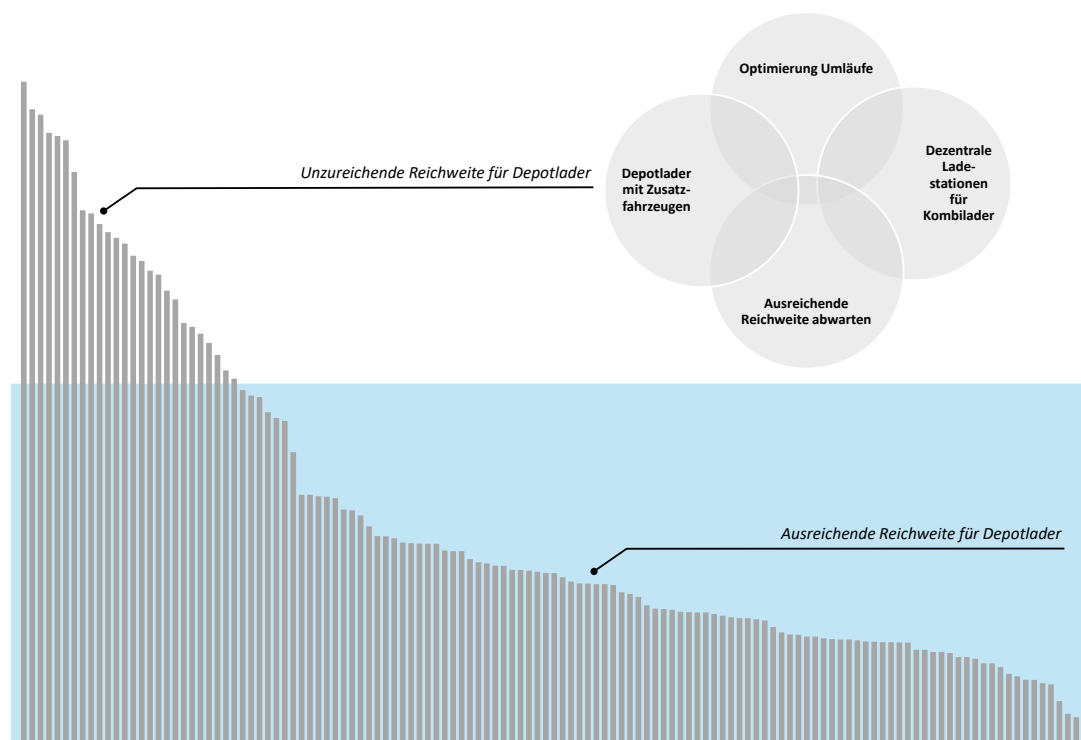 Optimierung Umläufe
Dezentrale
Lade-
stationen
für
Kombilader
Depotlader
mit Zusatz-
fahrzeugen
Unzureichende Reichweite für Depotlader
Ausreichende
Reichweite abwarten
Ausreichende Reichweite für Depotlader